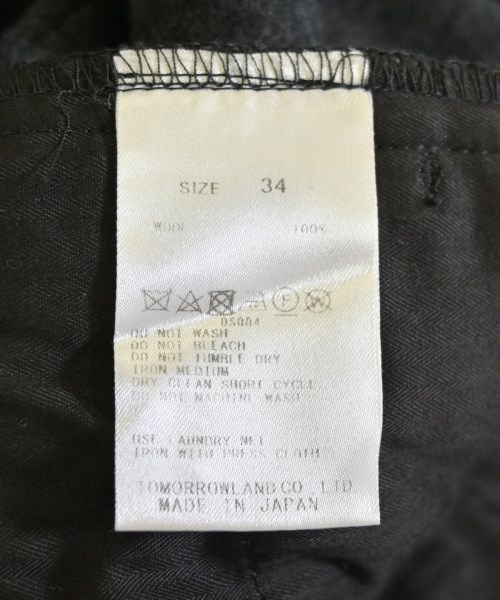 SIZE 34
WOOL 100%
F W
DS004
DO NOT WASH
DO NOT BLEACH
DO NOT TUMBLE DRY
IRON MEDIUM
DRY CLEAN SHORT CYCLE
DO NOT MACHINE WASH
USE LAUNDRY NET
IRON WITH PRESS CLOTH
TOMORROWLAND CO., LTD.
MADE IN JAPAN